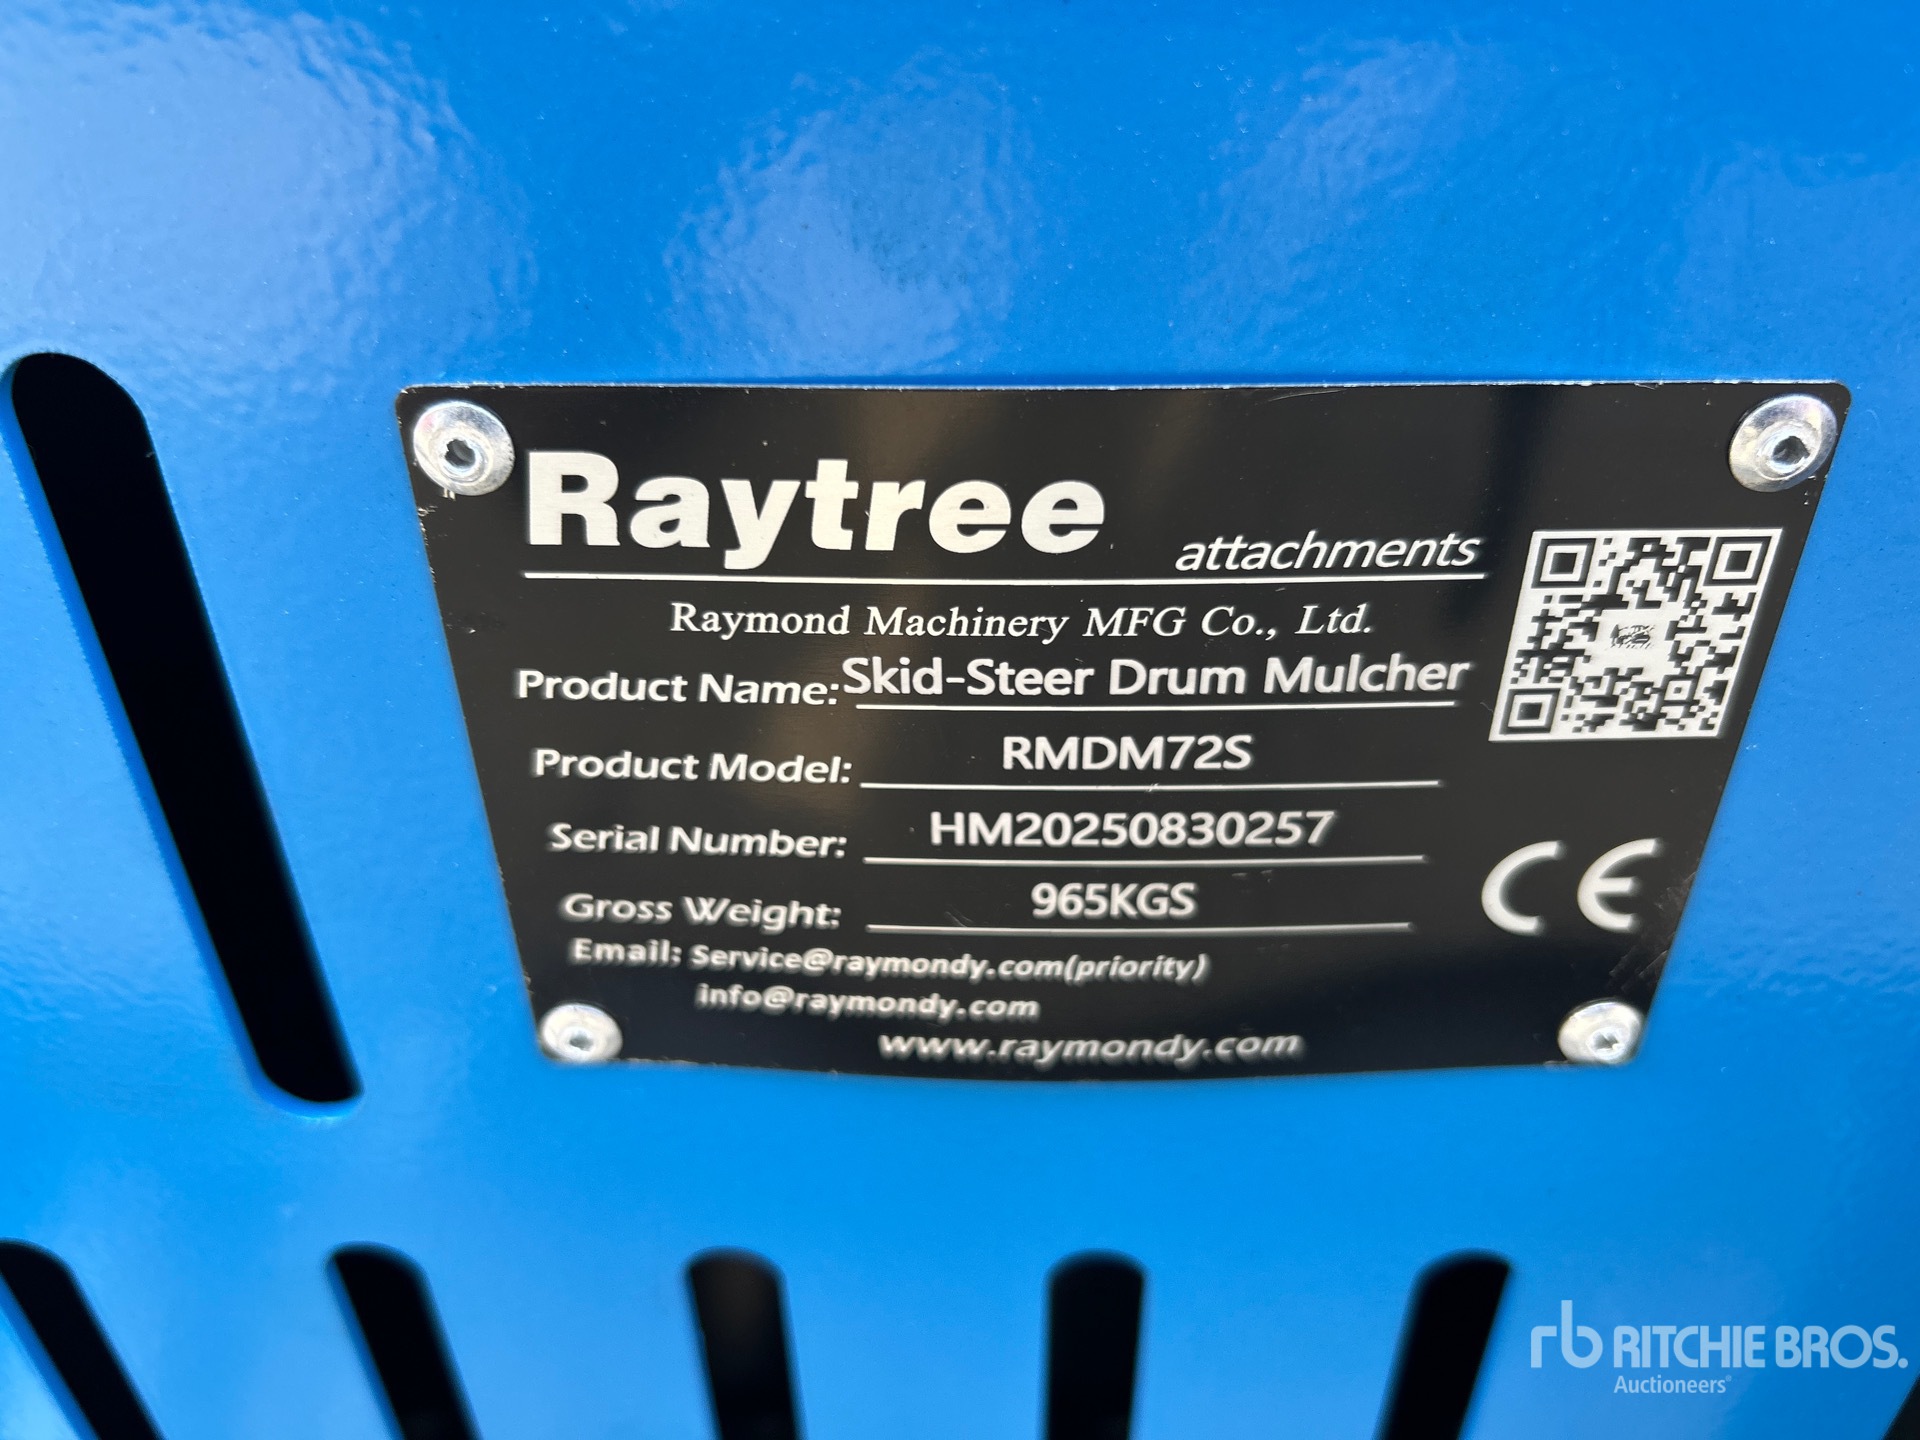 Raytree
attachments
Raymond Machinery MFG Co., Ltd.
Product Name: Skid-Steer Drum Mulcher
Product Model: RMDM72S
Serial Number: HM20250830257
Gross Weight: 965KGS
Email: Service@raymondy.com(priority)
info@raymondy.com
www.raymondy.com
CE
rb RITCHIE BROS.
Auctioneers